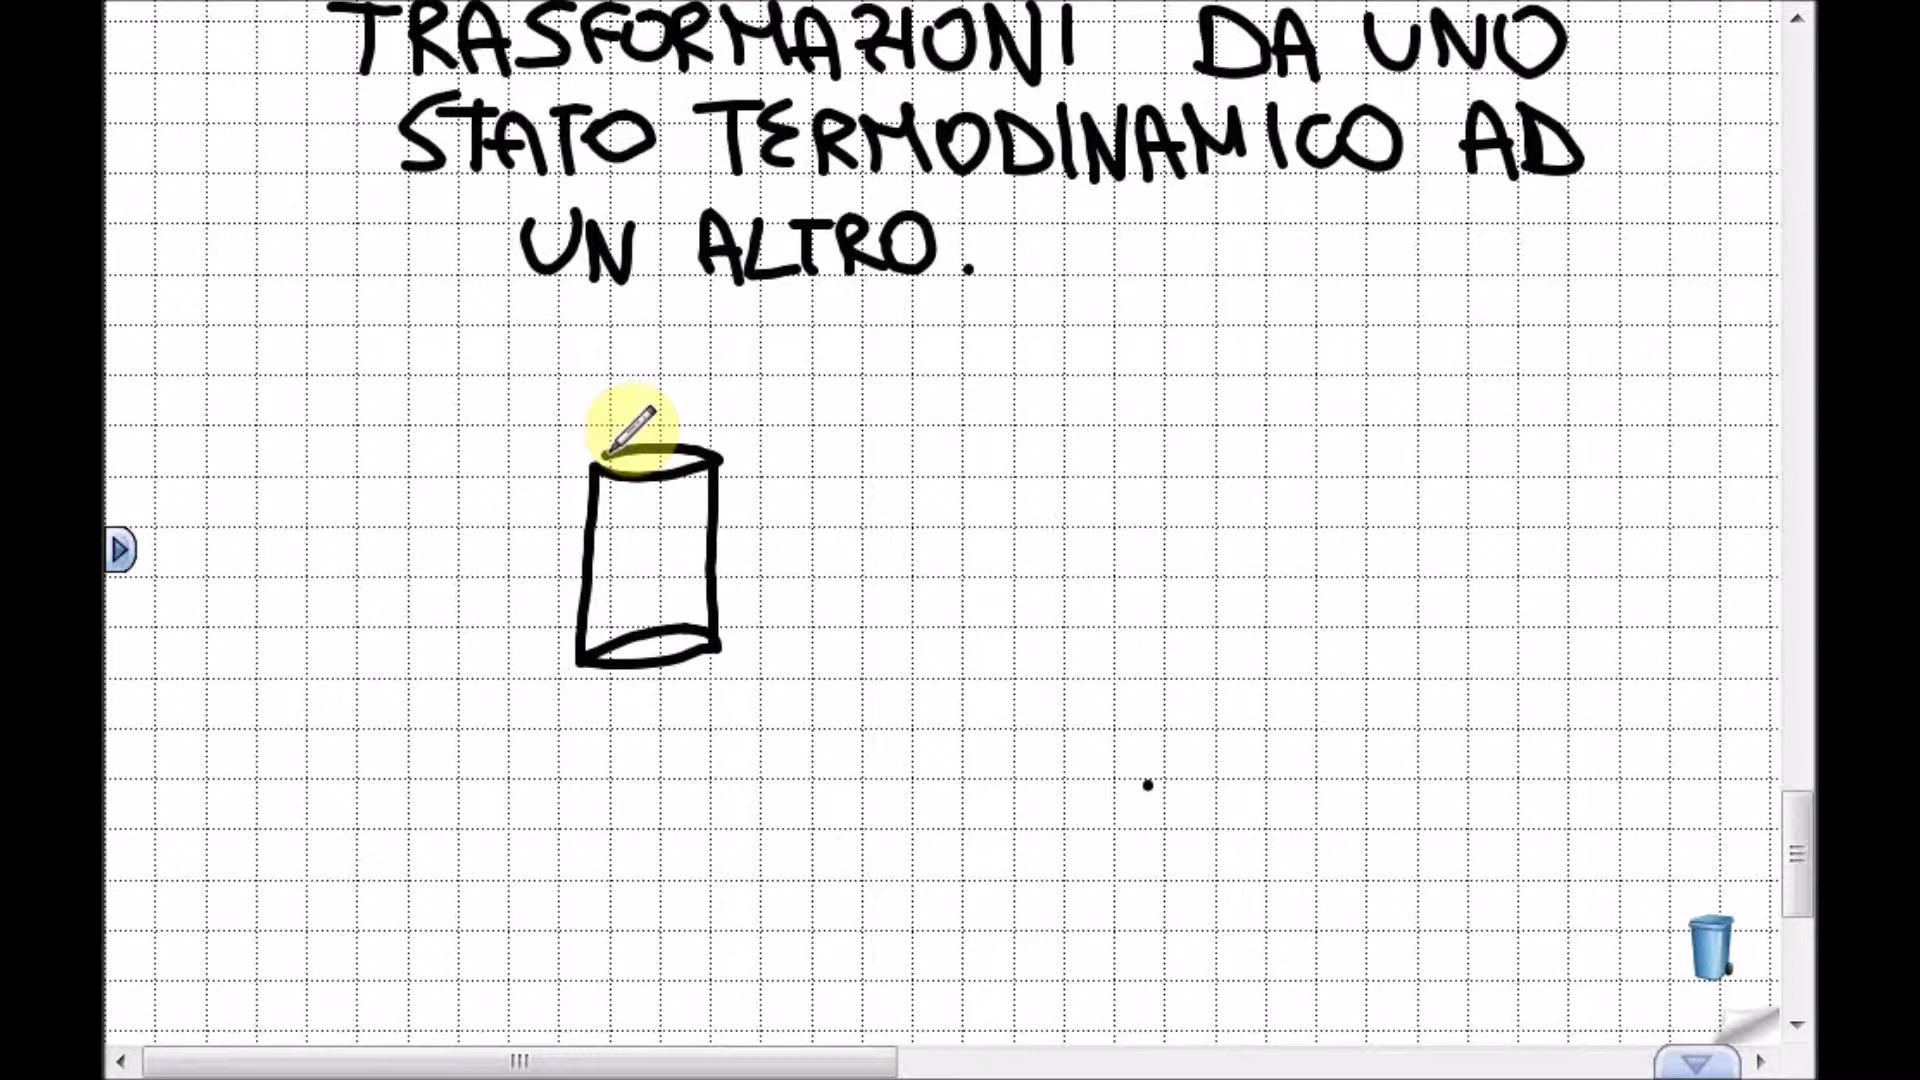 TRASFORMAZIONI DA UNO
STATO TERMODINAMICO AD
UN ALTRO.